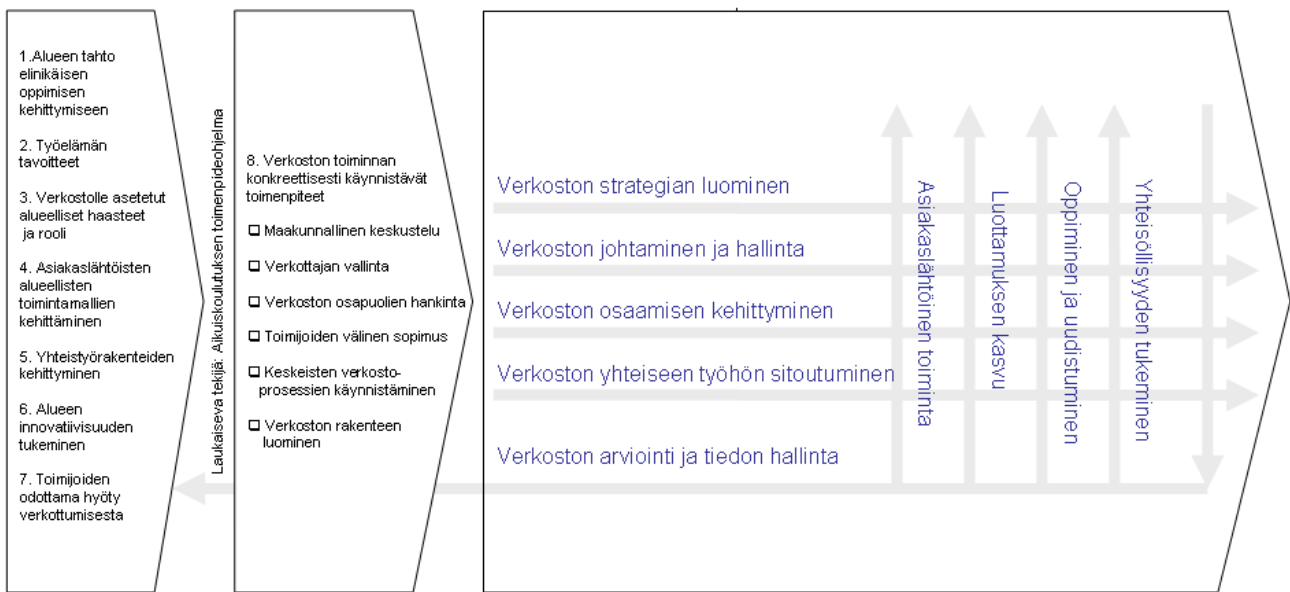 1.Alueen tahto
elinikäisen
oppimisen
kehittymiseen
2. Työelämän
tavoitteet
3. Verkostolle asetetut
alueelliset haasteet
ja rooli
4. Asiakaslähtöisten
alueellisten
toimintamallien
kehittäminen
5. Yhteistyörakenteiden
kehittyminen
6. Alueen
innovatiivisuuden
tukeminen
7. Toimijoiden
odottama hyöty
verkottumisesta
Laukaiseva tekijä: Aikuiskoulutuksen toimenpideohjelma
8. Verkoston toiminnan
konkreettisesti käynnistävät
toimenpiteet
❑ Maakunnallinen keskustelu
❑ Verkottajan vallinta
❑ Verkoston osapuolien hankinta
❑ Toimijoiden välinen sopimus
❑ Keskeisten verkosto-
prosessien käynnistäminen
❑ Verkoston rakenteen
luominen
Verkoston strategian luominen
Verkoston johtaminen ja hallinta
Verkoston osaamisen kehittyminen
Verkoston yhteiseen työhön sitoutuminen
Verkoston arviointi ja tiedon hallinta
Asiakaslähtöinen toiminta
Luottamuksen kasvu
Oppiminen ja uudistuminen
Yhteisöllisyyden tukeminen